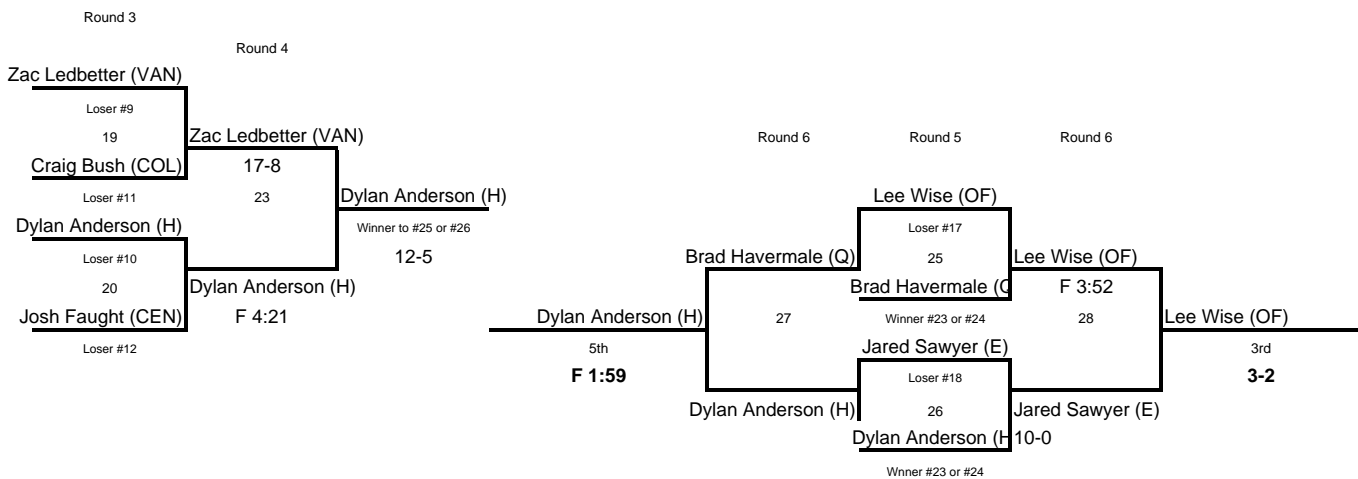 Round 3
Round 4
Zac Ledbetter (VAN)
Loser #9
19
Zac Ledbetter (VAN)
Craig Bush (COL)
17-8
Loser #11
23
Dylan Anderson (H)
Dylan Anderson (H)
Winner to #25 or #26
Loser #10
12-5
20
Dylan Anderson (H)
Josh Faught (CEN)
F 4:21
Loser #12
Round 6
Round 5
Round 6
Lee Wise (OF)
Loser #17
Brad Havermale (Q)
25
Lee Wise (OF)
Brad Havermale (Q
F 3:52
Dylan Anderson (H)
27
Winner #23 or #24
28
Lee Wise (OF)
5th
Jared Sawyer (E)
3rd
F 1:59
Loser #18
3-2
Dylan Anderson (H)
26
Jared Sawyer (E)
Dylan Anderson (H
10-0
Wnner #23 or #24